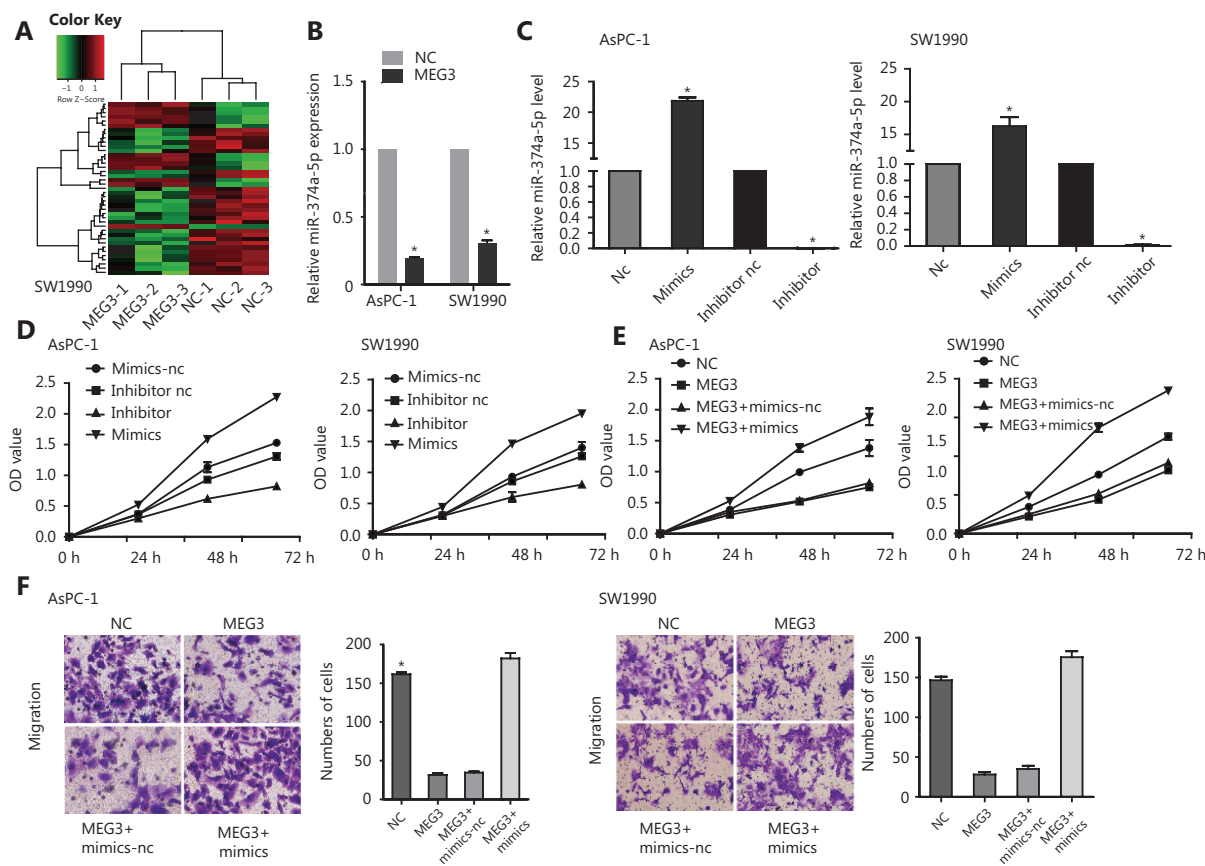 A
Color Key
−1 0 1
Row Z−Score
SW1990
MEG3-1
MEG3-2
MEG3-3
NC-1
NC-2
NC-3
B
NC
MEG3
Relative miR-374a-5p expression
1.5
1.0
0.5
0
AsPC-1
SW1990
*
*
C
AsPC-1
Relative miR-374a-5p level
25
20
15
10
1.0
0.8
0.6
0.4
0.2
0.0
*
*
Nc
Mimics
Inhibitor nc
Inhibitor
SW1990
Relative miR-374a-5p level
25
20
15
10
1.0
0.8
0.6
0.4
0.2
0.0
*
*
Nc
Mimics
Inhibitor nc
Inhibitor
D
AsPC-1
Mimics-nc
Inhibitor nc
Inhibitor
Mimics
OD value
2.5
2.0
1.5
1.0
0.5
0.0
0 h
24 h
48 h
72 h
SW1990
Mimics-nc
Inhibitor nc
Inhibitor
Mimics
OD value
2.5
2.0
1.5
1.0
0.5
0.0
0 h
24 h
48 h
72 h
E
AsPC-1
NC
MEG3
MEG3+mimics-nc
MEG3+mimics
OD value
2.5
2.0
1.5
1.0
0.5
0.0
0 h
24 h
48 h
72 h
SW1990
NC
MEG3
MEG3+mimics-nc
MEG3+mimics
OD value
2.5
2.0
1.5
1.0
0.5
0.0
0 h
24 h
48 h
72 h
F
AsPC-1
NC
MEG3
Migration
MEG3+
mimics-nc
MEG3+
mimics
Numbers of cells
200
150
100
50
0
*
NC
MEG3
MEG3+
mimics-nc
MEG3+
mimics
SW1990
NC
MEG3
Migration
MEG3+
mimics-nc
MEG3+
mimics
Numbers of cells
200
150
100
50
0
NC
MEG3
MEG3+
mimics-nc
MEG3+
mimics